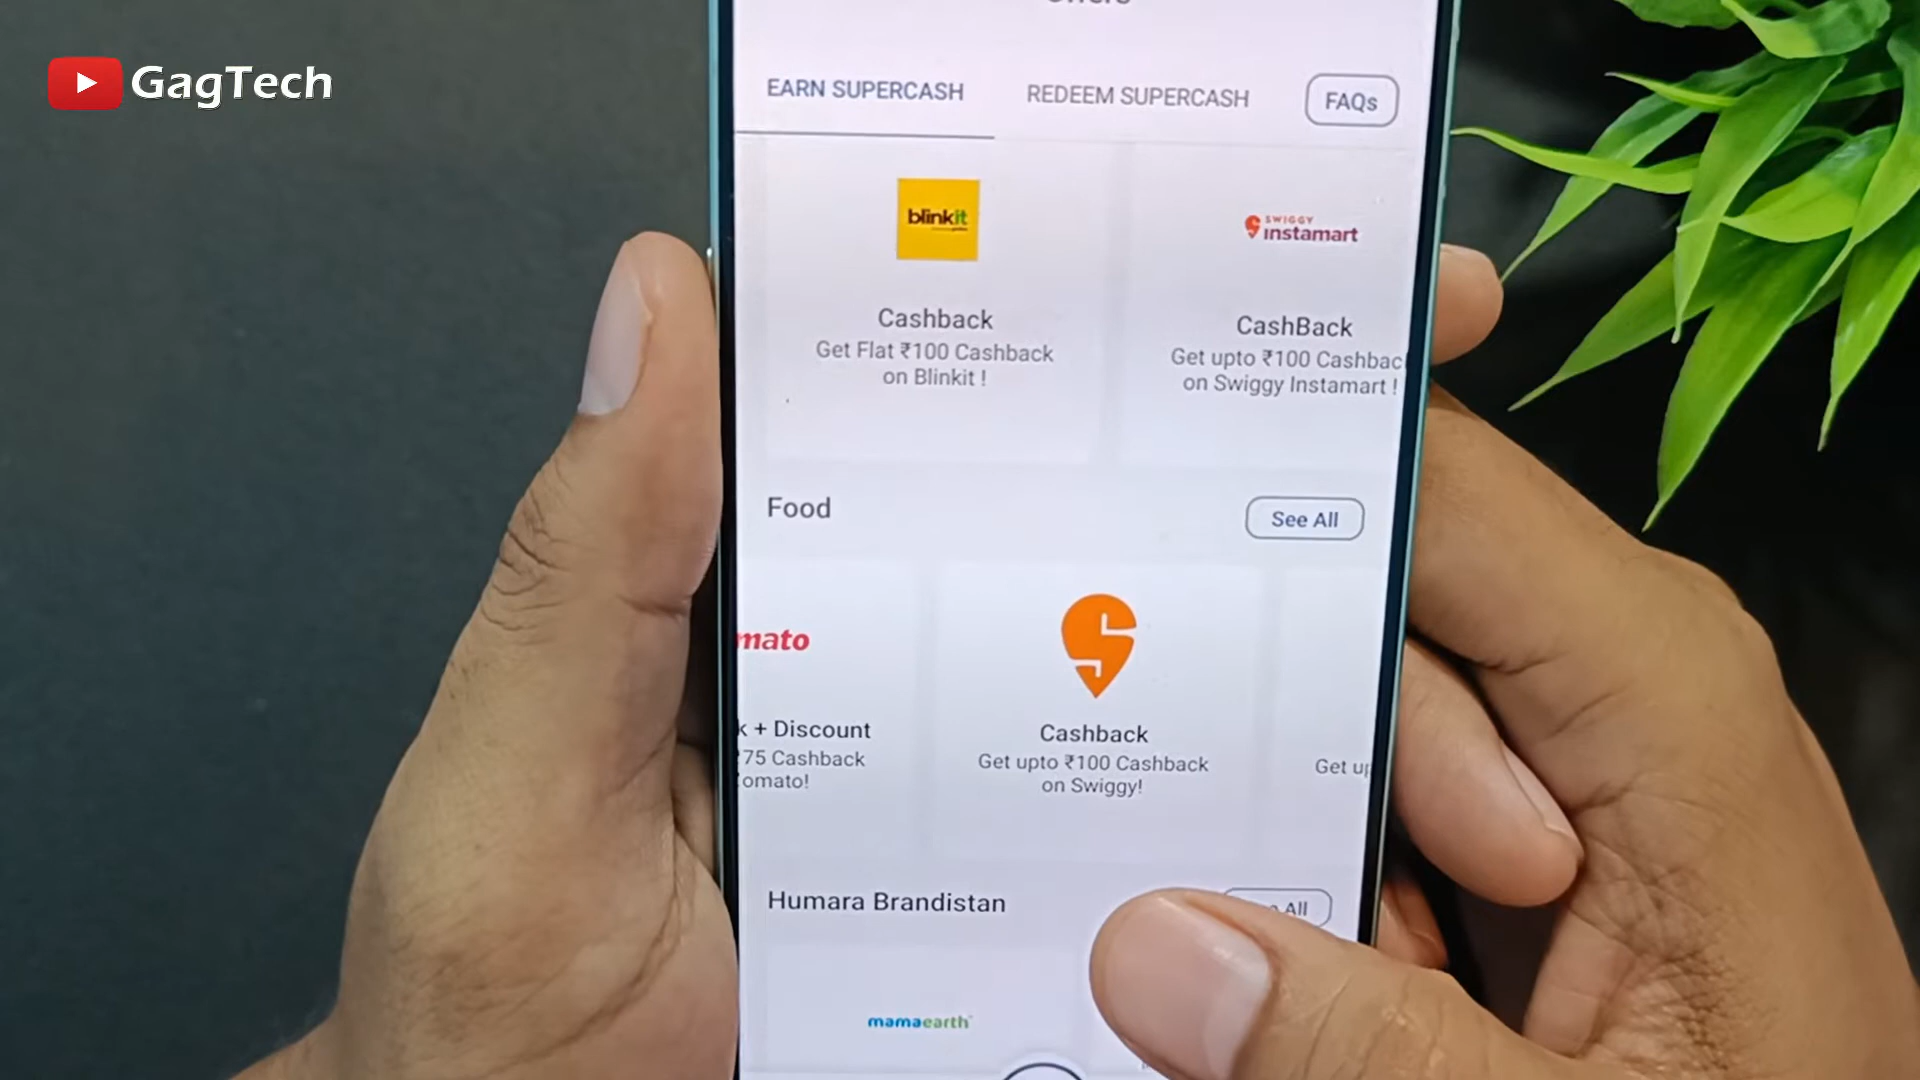 GagTech
EARN SUPERCASH
REDEEM SUPERCASH
FAQs
blinkit
SWIGGY
instamart
Cashback
Get Flat ₹100 Cashback
on Blinkit !
CashBack
Get upto ₹100 Cashbac
on Swiggy Instamart !
Food
See All
mato
k + Discount
75 Cashback
omato!
Cashback
Get upto ₹100 Cashback
on Swiggy!
Get up
Humara Brandistan
All
mamaearth